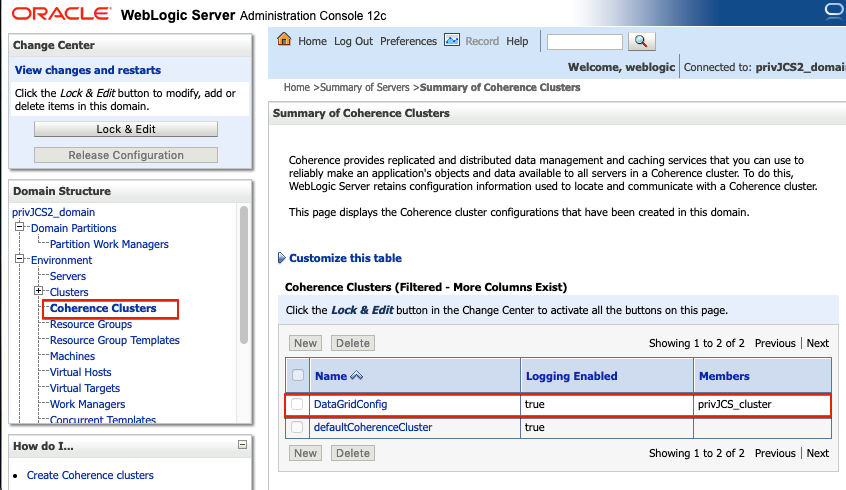 ORACLE® WebLogic Server Administration Console 12c
Change Center
View changes and restarts
Click the Lock & Edit button to modify, add or
delete items in this domain.
Lock & Edit
Release Configuration
Domain Structure
privJCS2_domain
Domain Partitions
Partition Work Managers
Environment
Servers
Clusters
Coherence Clusters
Resource Groups
Resource Group Templates
Machines
Virtual Hosts
Virtual Targets
Work Managers
Concurrent Templates
How do I...
Create Coherence clusters
Home Log Out Preferences Record Help
Welcome, weblogic Connected to: privJCS2_domai
Home >Summary of Servers >Summary of Coherence Clusters
Summary of Coherence Clusters
Coherence provides replicated and distributed data management and caching services that you can use to
reliably make an application's objects and data available to all servers in a Coherence cluster. To do this,
WebLogic Server retains configuration information used to locate and communicate with a Coherence cluster.
This page displays the Coherence cluster configurations that have been created in this domain.
Customize this table
Coherence Clusters (Filtered - More Columns Exist)
Click the Lock & Edit button in the Change Center to activate all the buttons on this page.
New Delete Showing 1 to 2 of 2 Previous | Next
Name Logging Enabled Members
DataGridConfig true privJCS_cluster
defaultCoherenceCluster true
New Delete Showing 1 to 2 of 2 Previous | Next